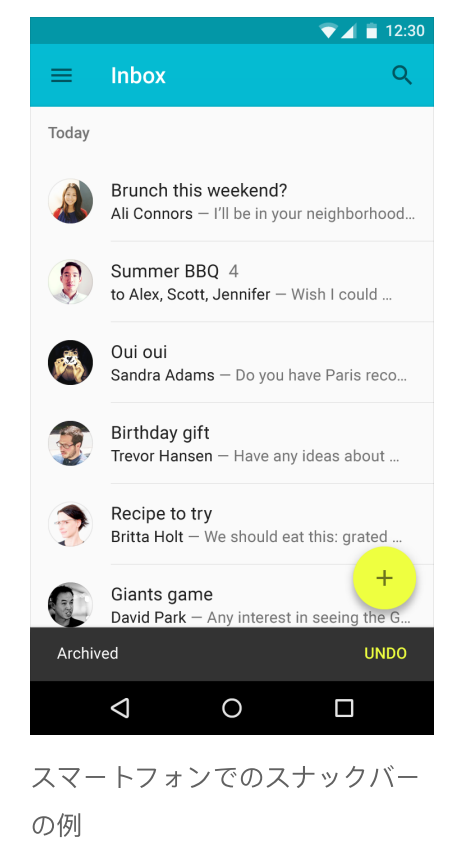 12:30
Inbox
Today
Brunch this weekend?
Ali Connors — I'll be in your neighborhood...
Summer BBQ 4
to Alex, Scott, Jennifer — Wish I could ...
Oui oui
Sandra Adams — Do you have Paris reco...
Birthday gift
Trevor Hansen — Have any ideas about ...
Recipe to try
Britta Holt — We should eat this: grated ...
Giants game
David Park — Any interest in seeing the G...
Archived UNDO
スマートフォンでのスナックバー
の例